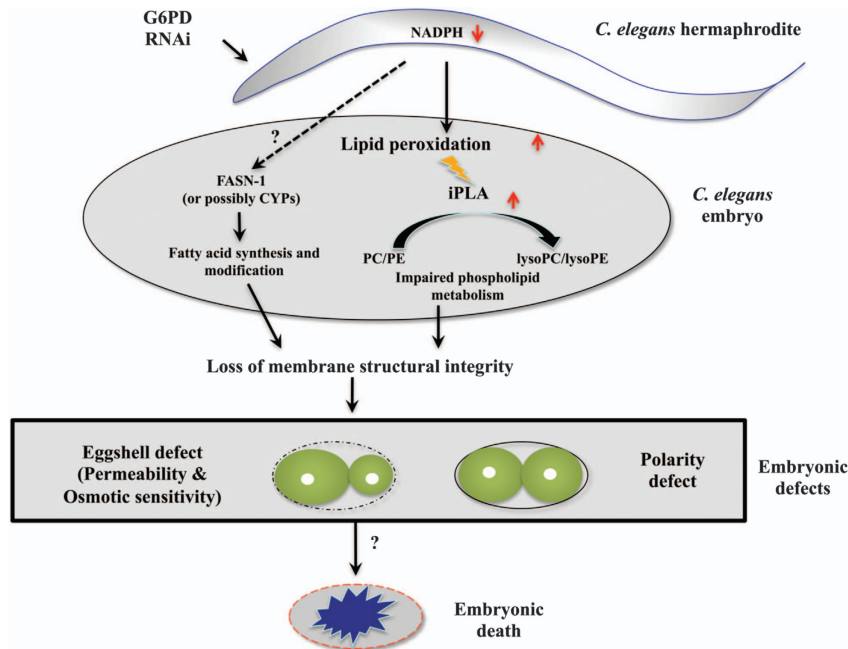 G6PD
RNAi
NADPH
C. elegans hermaphrodite
?
Lipid peroxidation
FASN-1
(or possibly CYPs)
iPLA
C. elegans
embryo
Fatty acid synthesis and
modification
PC/PE
lysoPC/lysoPE
Impaired phospholipid
metabolism
Loss of membrane structural integrity
Eggshell defect
(Permeability &
Osmotic sensitivity)
Polarity
defect
Embryonic
defects
?
Embryonic
death